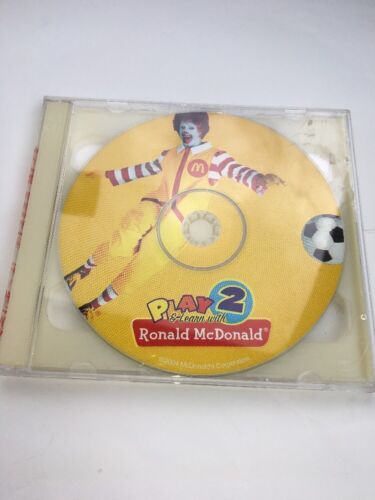 M
PLAY 2
& Learn with
Ronald McDonald®
©2004 McDonald's Corporation